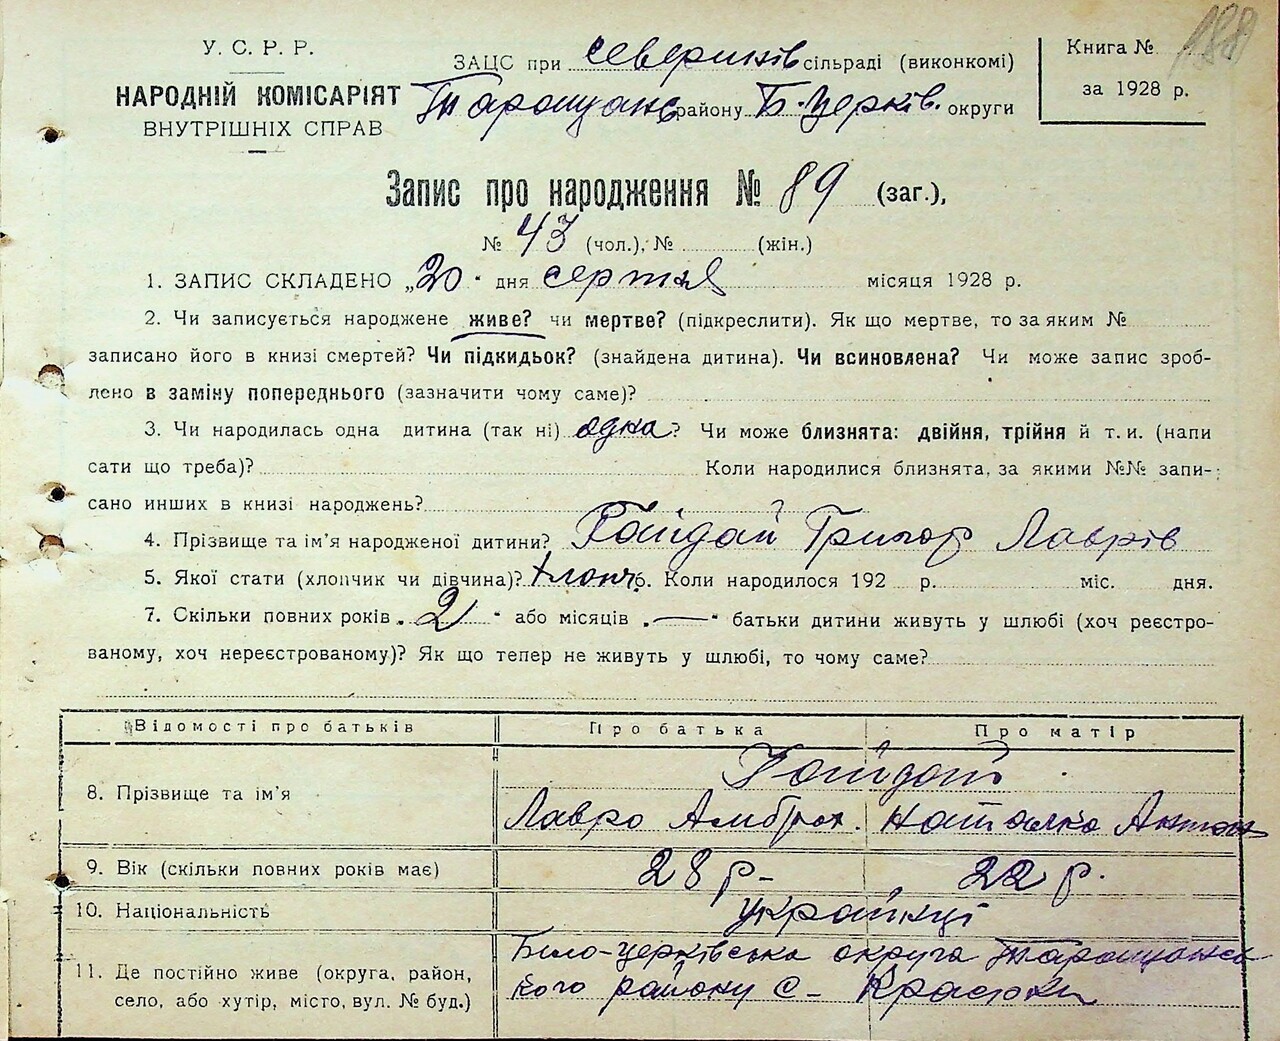 188
У. С. Р. Р.
НАРОДНІЙ КОМІСАРІЯТ
ВНУТРІШНІХ СПРАВ
ЗАЦС при Севериків сільраді (виконкомі)
Таращанськ району Б-Церків. округи
Книга №
за 1928 р.
Запис про народження № 89 (заг.),
№ 43 (чол.), № (жін.)
1. ЗАПИС СКЛАДЕНО „20" дня серпня місяця 1928 р.
2. Чи записується народжене живе? чи мертве? (підкреслити). Як що мертве, то за яким №
записано його в книзі смертей? Чи підкидьок? (знайдена дитина). Чи всиновлена? Чи може запис зроб-
лено в заміну попереднього (зазначити чому саме)?
3. Чи народилась одна дитина (так ні) одна? Чи може близнята: двійня, трійня й т. и. (напи
сати що треба)? Коли народилися близнята, за якими №№ запи-
сано инших в книзі народжень?
4. Прізвище та ім'я народженої дитини? Гайдай Григор Лаврів
5. Якої стати (хлопчик чи дівчина)? хлопч. 6. Коли народилося 192 р. міс. дня.
7. Скільки повних років „2" або місяців „—" батьки дитини живуть у шлюбі (хоч реєстро-
ваному, хоч нереєстрованому)? Як що тепер не живуть у шлюбі, то чому саме?
Відомості про батьків Про батька Про матір
8. Прізвище та ім'я Гайдай
Лавро Амброз. Наталка Антон
9. Вік (скільки повних років має) 28 р- 22 р.
10. Національність українці
11. Де постійно живе (округа, район,
село, або хутір, місто, вул. № буд.)
Біло-Церківська округа Таращансь
кого району с- Красюки